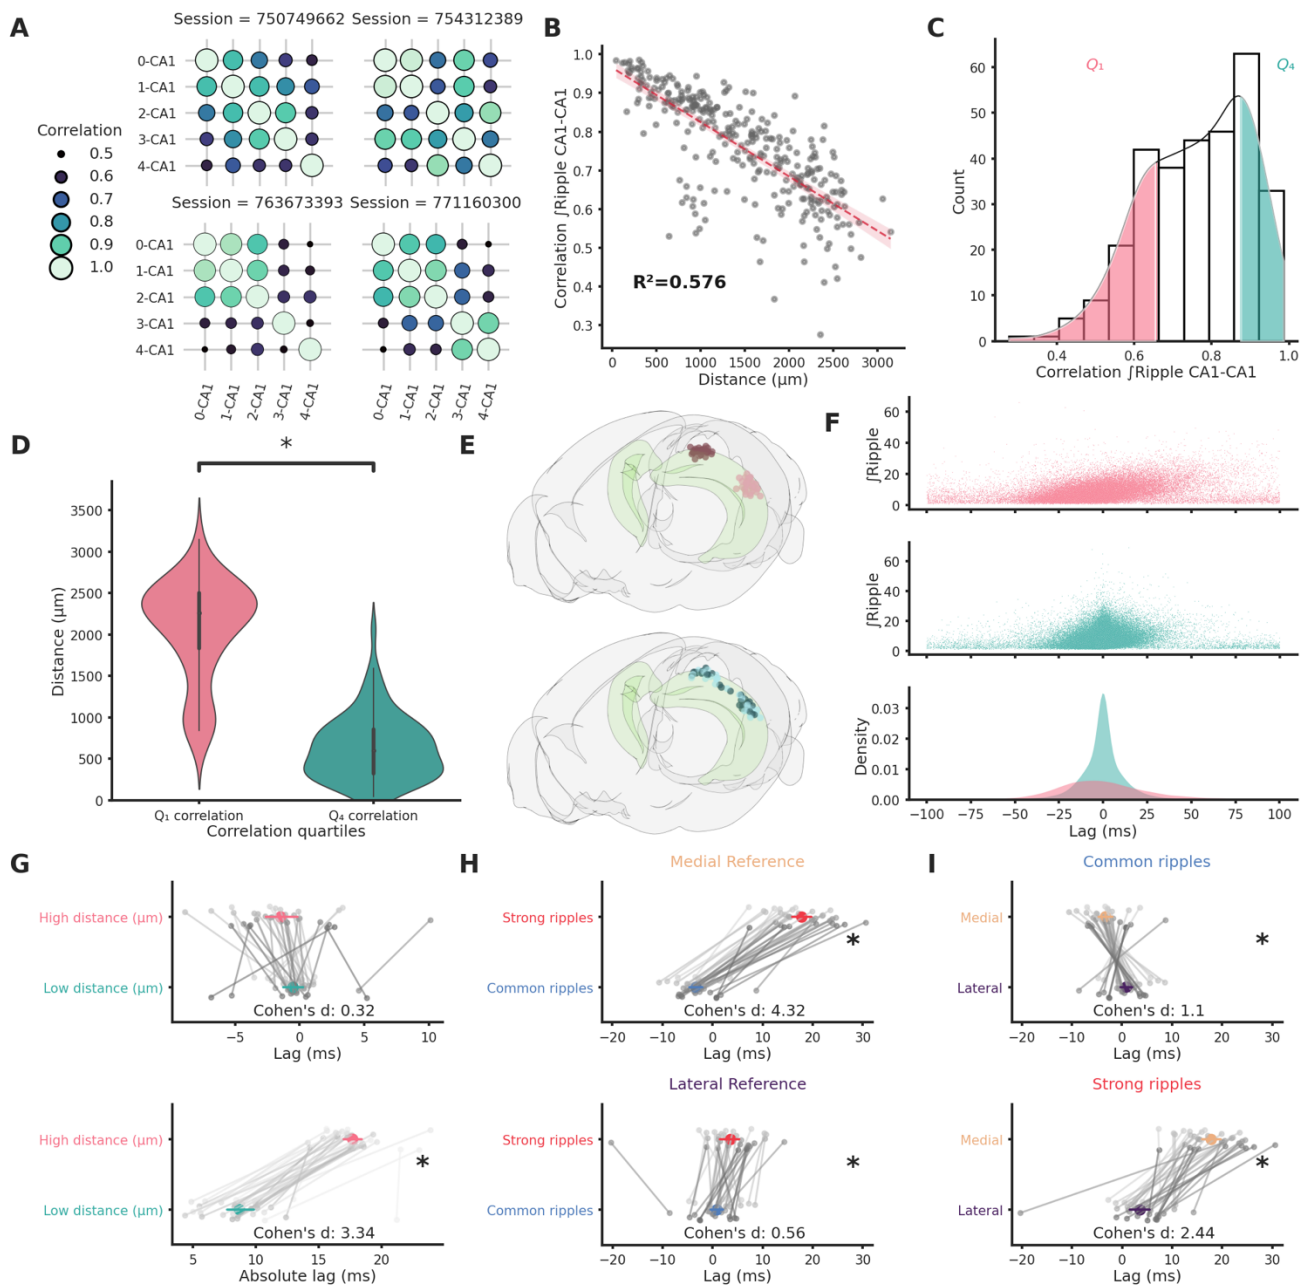 A
Session = 750749662
Session = 754312389
0-CA1
1-CA1
2-CA1
3-CA1
4-CA1
Correlation
0.5
0.6
0.7
0.8
0.9
1.0
Session = 763673393
Session = 771160300
0-CA1
1-CA1
2-CA1
3-CA1
4-CA1
0-CA1
1-CA1
2-CA1
3-CA1
4-CA1
0-CA1
1-CA1
2-CA1
3-CA1
4-CA1
B
Correlation ∫Ripple CA1-CA1
1.0
0.9
0.8
0.7
0.6
0.5
0.4
0.3
R²=0.576
0 500 1000 1500 2000 2500 3000
Distance (μm)
C
Q₁
Q₄
Count
60
50
40
30
20
10
0
0.4 0.6 0.8 1.0
Correlation ∫Ripple CA1-CA1
D
*
Distance (μm)
3500
3000
2500
2000
1500
1000
500
0
Q₁ correlation Q₄ correlation
Correlation quartiles
E
F
∫Ripple
60
40
20
0
∫Ripple
60
40
20
0
Density
0.03
0.02
0.01
0.00
−100 −75 −50 −25 0 25 50 75 100
Lag (ms)
G
High distance (μm)
Low distance (μm)
Cohen's d: 0.32
−5 0 5 10
Lag (ms)
High distance (μm)
*
Low distance (μm)
Cohen's d: 3.34
5 10 15 20
Absolute lag (ms)
H
Medial Reference
Strong ripples
*
Common ripples
Cohen's d: 4.32
−20 −10 0 10 20 30
Lag (ms)
Lateral Reference
Strong ripples
*
Common ripples
Cohen's d: 0.56
−20 −10 0 10 20 30
Lag (ms)
I
Common ripples
Medial
*
Lateral
Cohen's d: 1.1
−20 −10 0 10 20 30
Lag (ms)
Strong ripples
Medial
*
Lateral
Cohen's d: 2.44
−20 −10 0 10 20 30
Lag (ms)